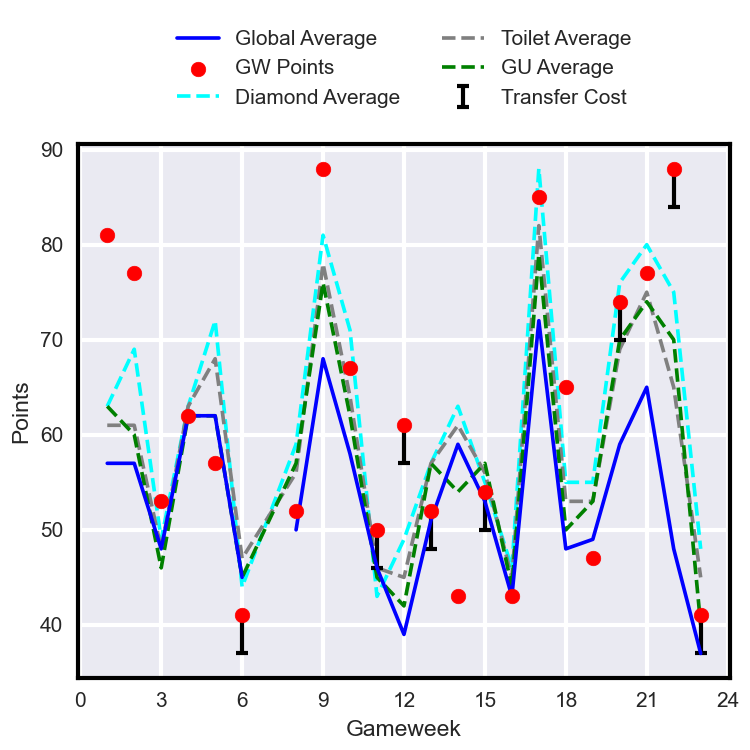 Global Average
GW Points
Diamond Average
Toilet Average
GU Average
Transfer Cost
90
80
70
60
50
40
Points
0 3 6 9 12 15 18 21 24
Gameweek